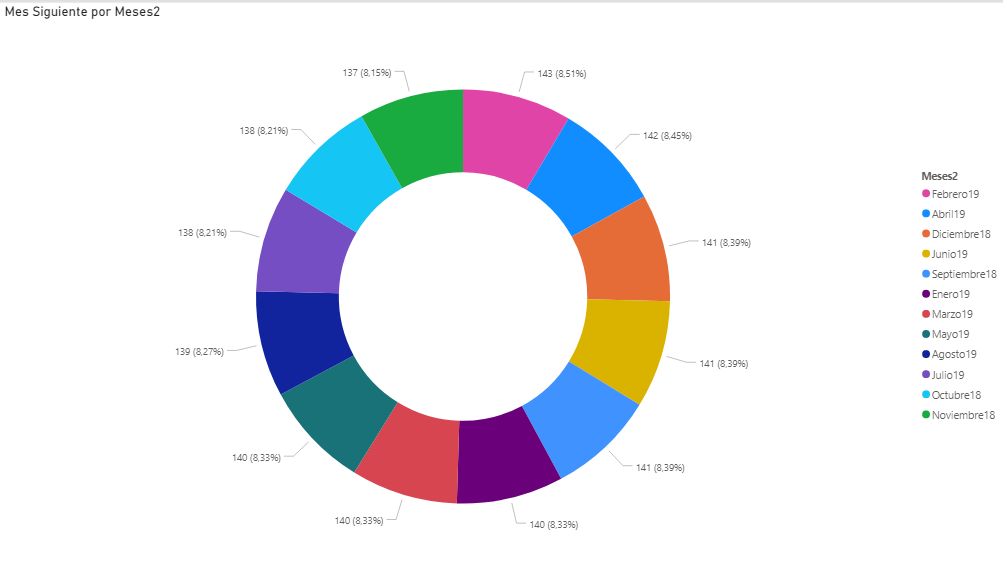 Mes Siguiente por Meses2
137 (8,15%)
143 (8,51%)
138 (8,21%)
142 (8,45%)
138 (8,21%)
141 (8,39%)
139 (8,27%)
141 (8,39%)
140 (8,33%)
141 (8,39%)
140 (8,33%)
140 (8,33%)
Meses2
Febrero19
Abril19
Diciembre18
Junio19
Septiembre18
Enero19
Marzo19
Mayo19
Agosto19
Julio19
Octubre18
Noviembre18